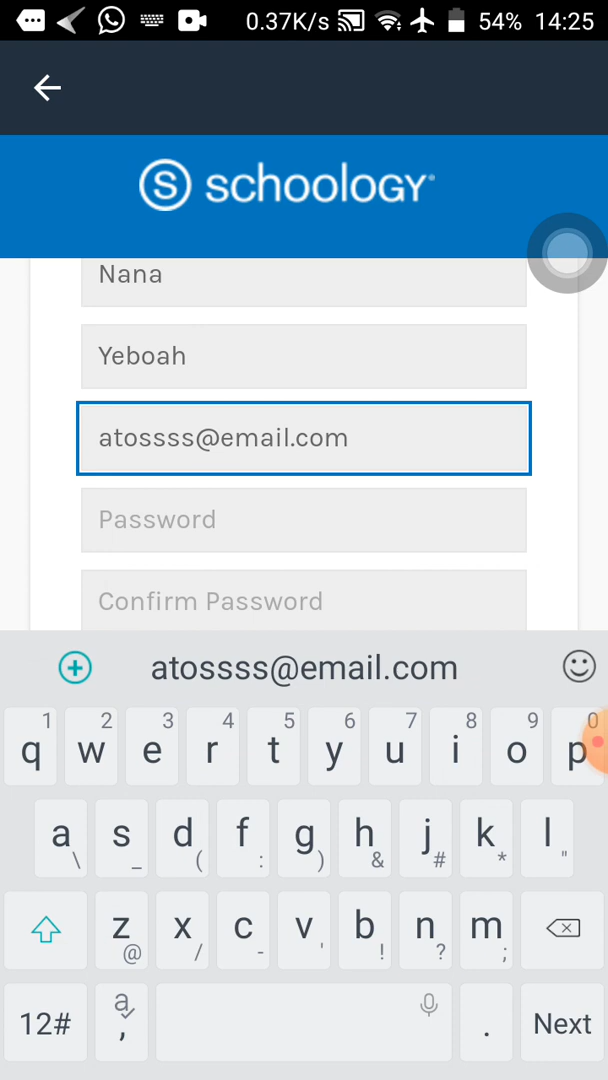 0.37K/s 54% 14:25
S schoology®
Nana
Yeboah
atossss@email.com
Password
Confirm Password
atossss@email.com
1 2 3 4 5 6 7 8 9 0
q w e r t y u i o p
a s d f g h j k l
\ _ ( : ) & # * "
z x c v b n m
@ / - ' ! ? ;
12# a , . Next